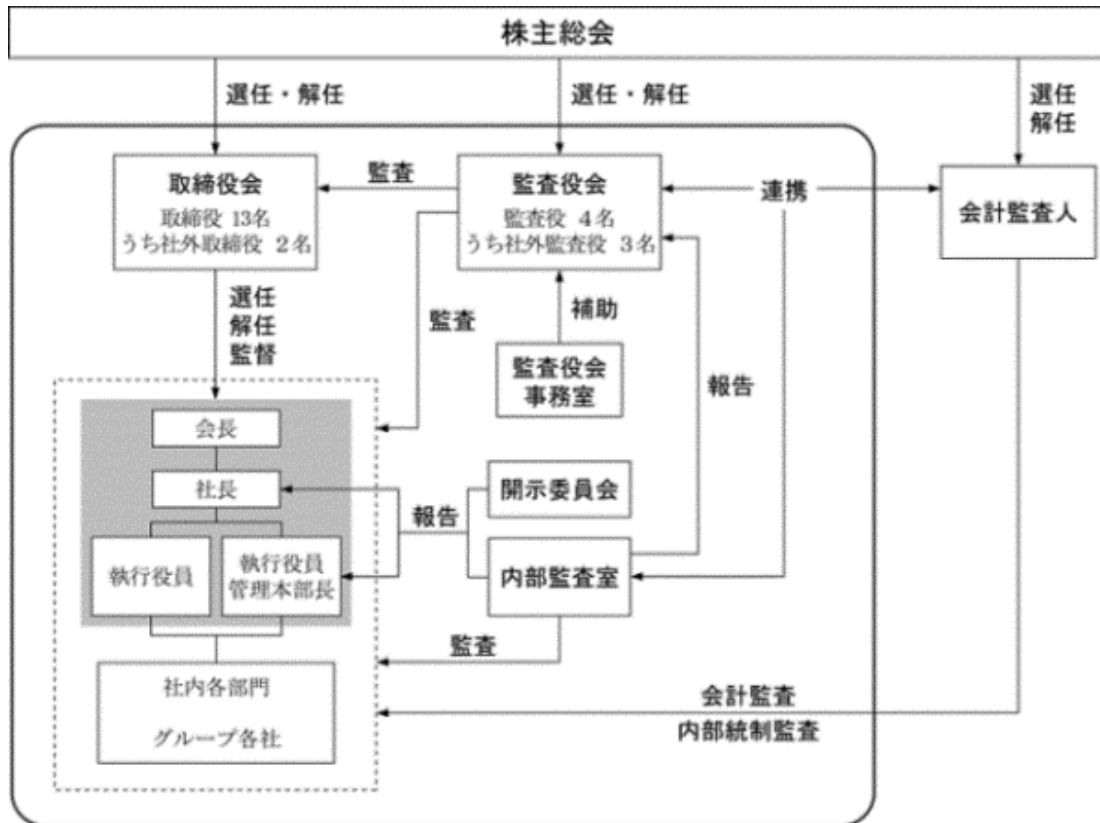 株主総会
選任・解任
選任・解任
選任
解任
取締役会
取締役 13名
うち社外取締役 2名
監査
監査役会
監査役 4名
うち社外監査役 3名
連携
会計監査人
選任
解任
監督
監査
補助
監査役会
事務室
報告
会長
社長
執行役員
執行役員
管理本部長
報告
開示委員会
内部監査室
監査
社内各部門
グループ各社
会計監査
内部統制監査